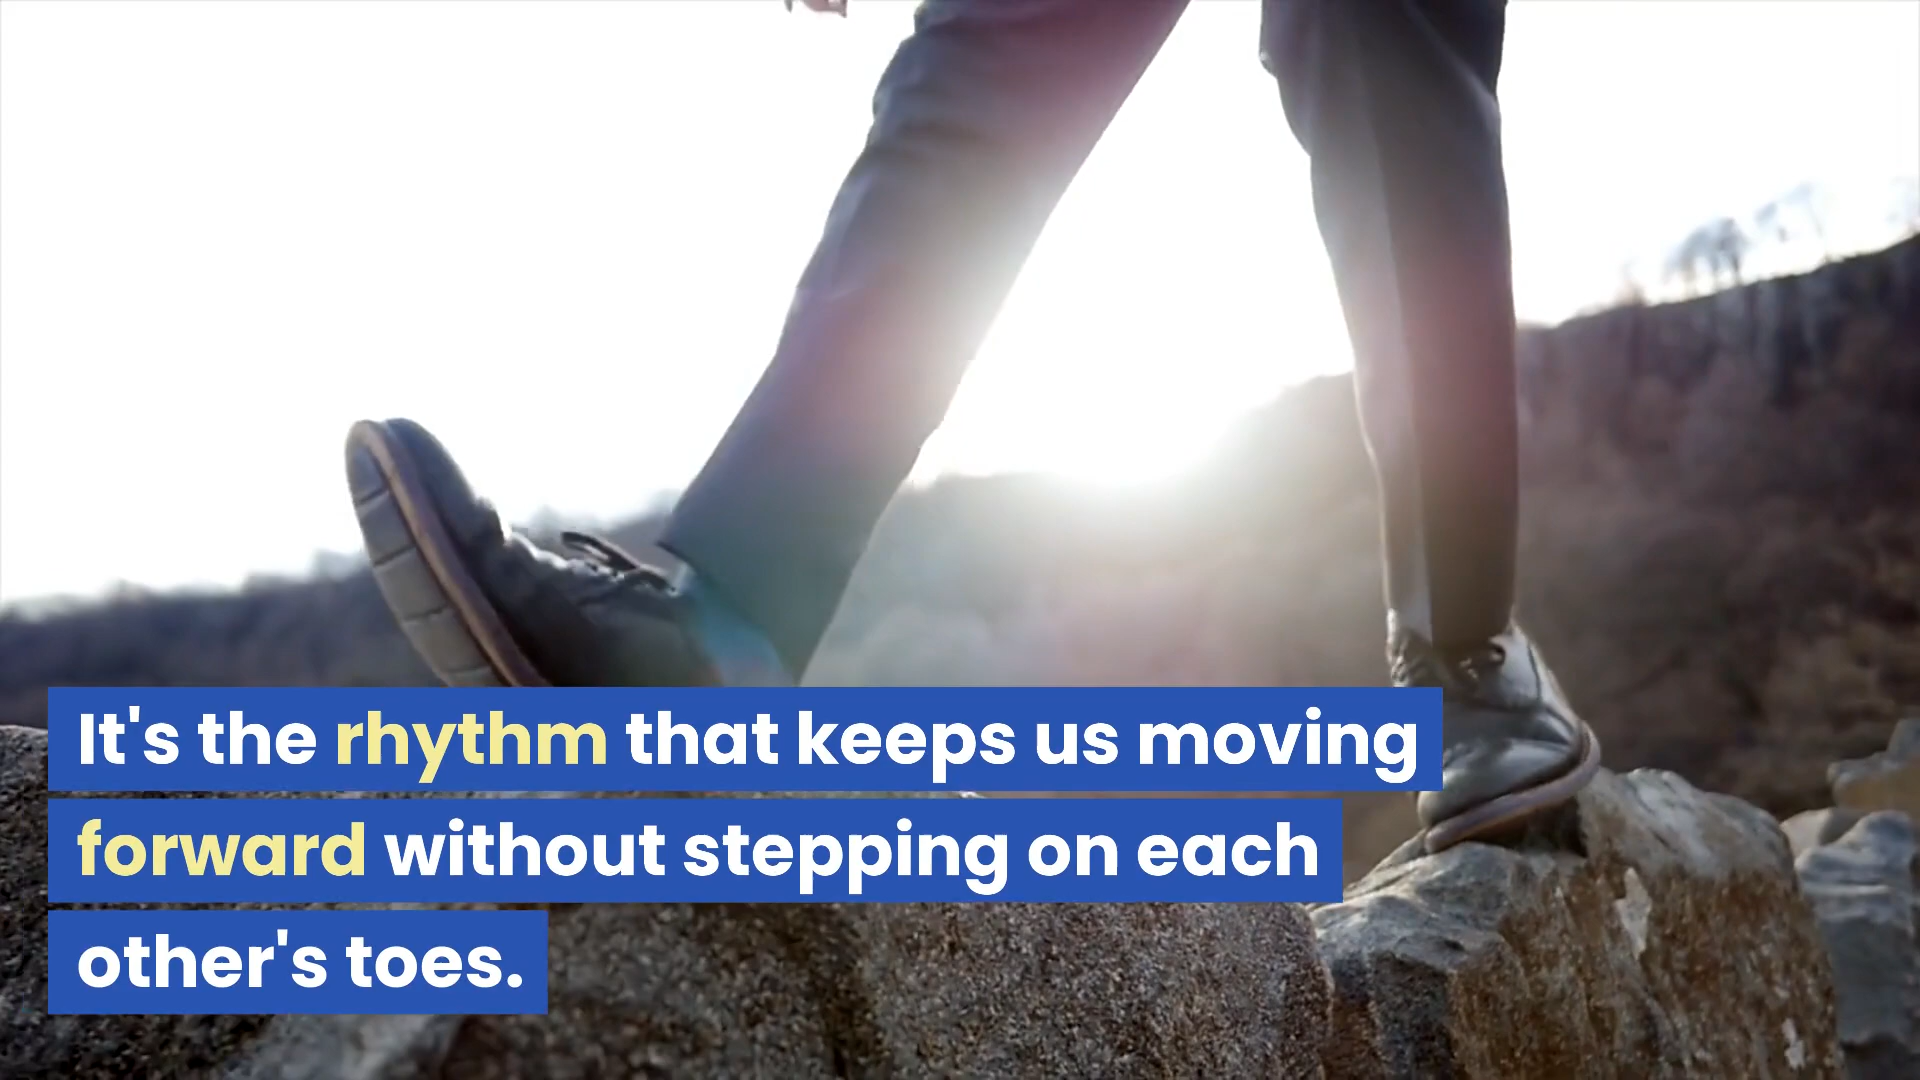 It's the rhythm that keeps us moving
forward without stepping on each
other's toes.